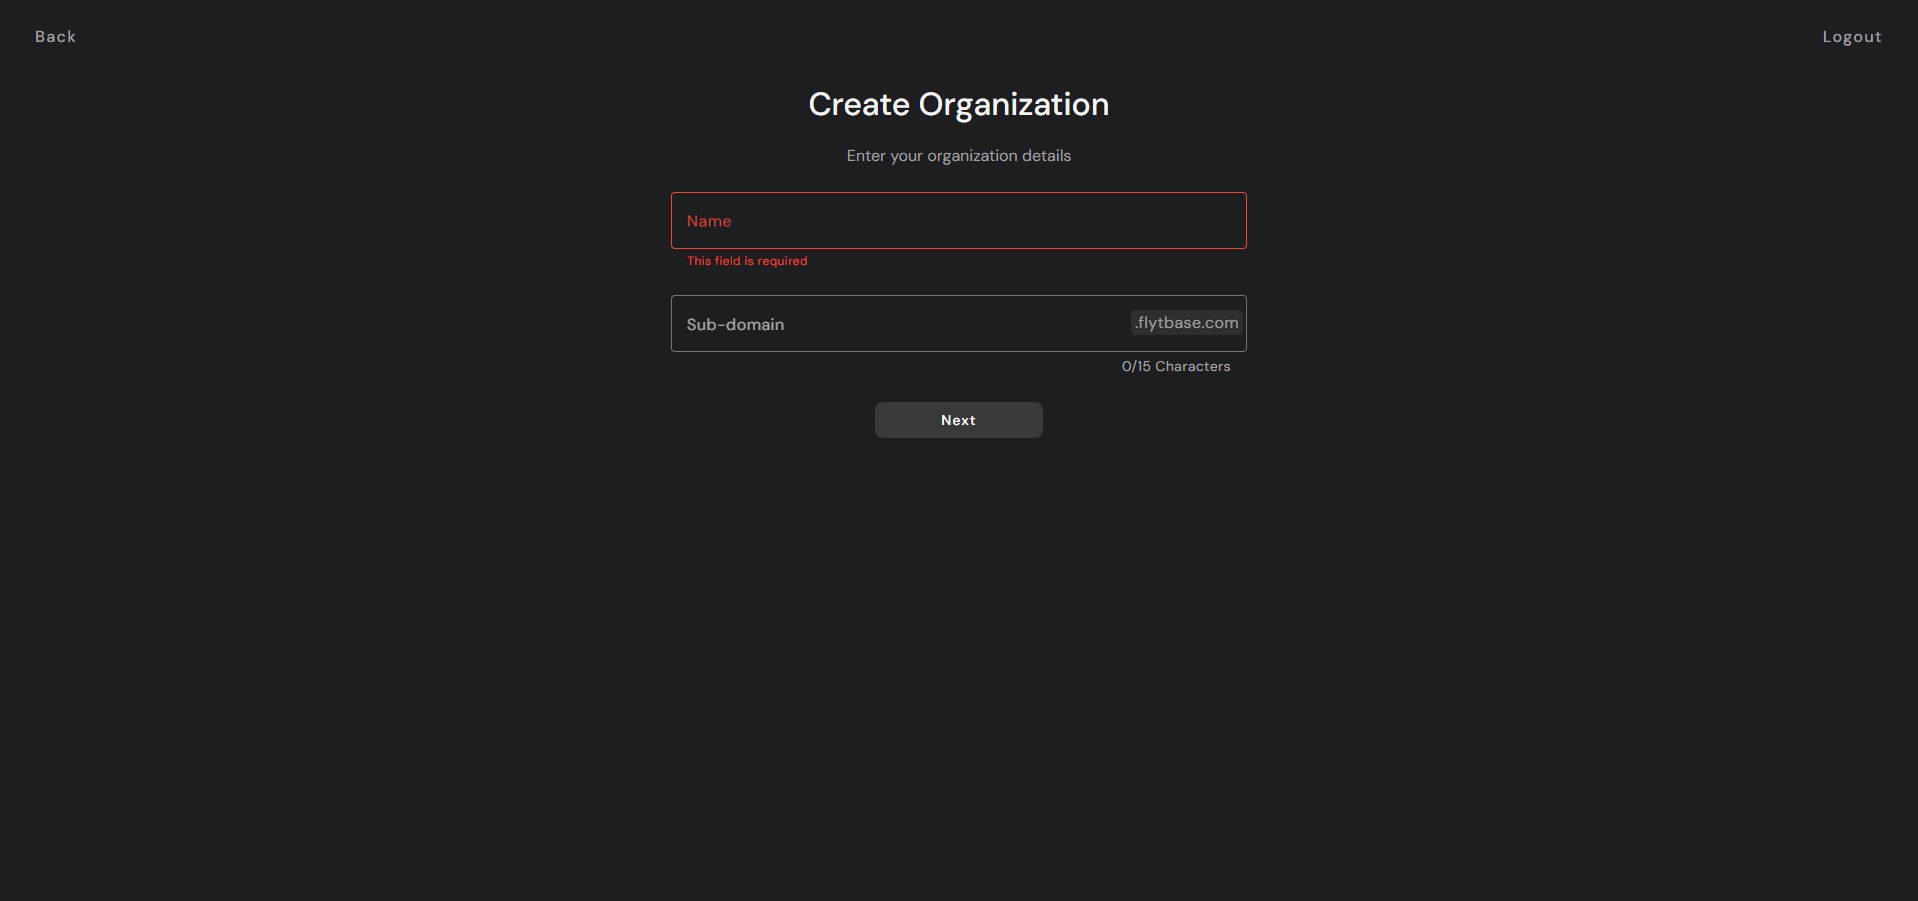 Back
Logout
Create Organization
Enter your organization details
Name
This field is required
Sub-domain
.flytbase.com
0/15 Characters
Next